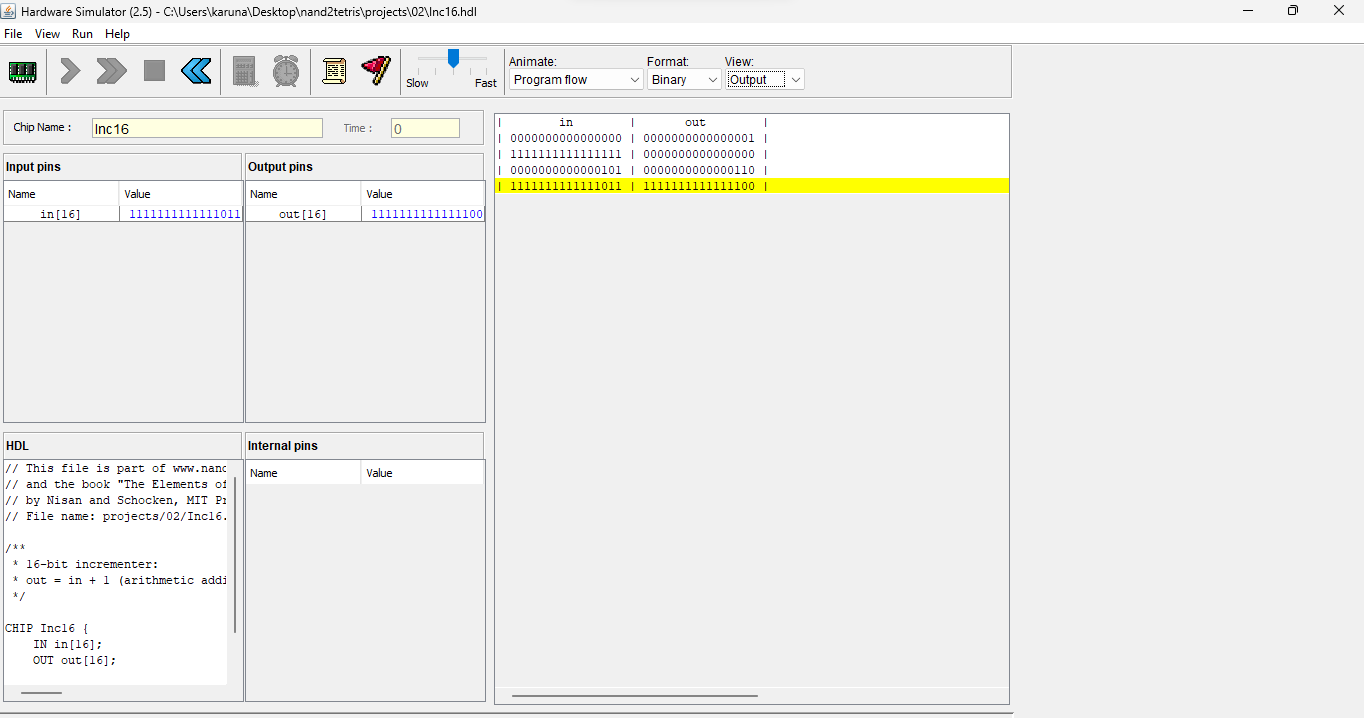 Hardware Simulator (2.5) - C:\Users\karuna\Desktop\nand2tetris\projects\02\Inc16.hdl
File View Run Help
Animate: Format: View:
Slow Fast Program flow Binary Output
Chip Name : Inc16 Time : 0
Input pins
Name Value
in[16] 1111111111111011
Output pins
Name Value
out[16] 1111111111111100
| in | out |
| 0000000000000000 | 0000000000000001 |
| 1111111111111111 | 0000000000000000 |
| 0000000000000101 | 0000000000000110 |
| 1111111111111011 | 1111111111111100 |
HDL
// This file is part of www.nand
// and the book "The Elements of
// by Nisan and Schocken, MIT Pr
// File name: projects/02/Inc16.
/**
* 16-bit incrementer:
* out = in + 1 (arithmetic addi
*/
CHIP Inc16 {
IN in[16];
OUT out[16];
Internal pins
Name Value